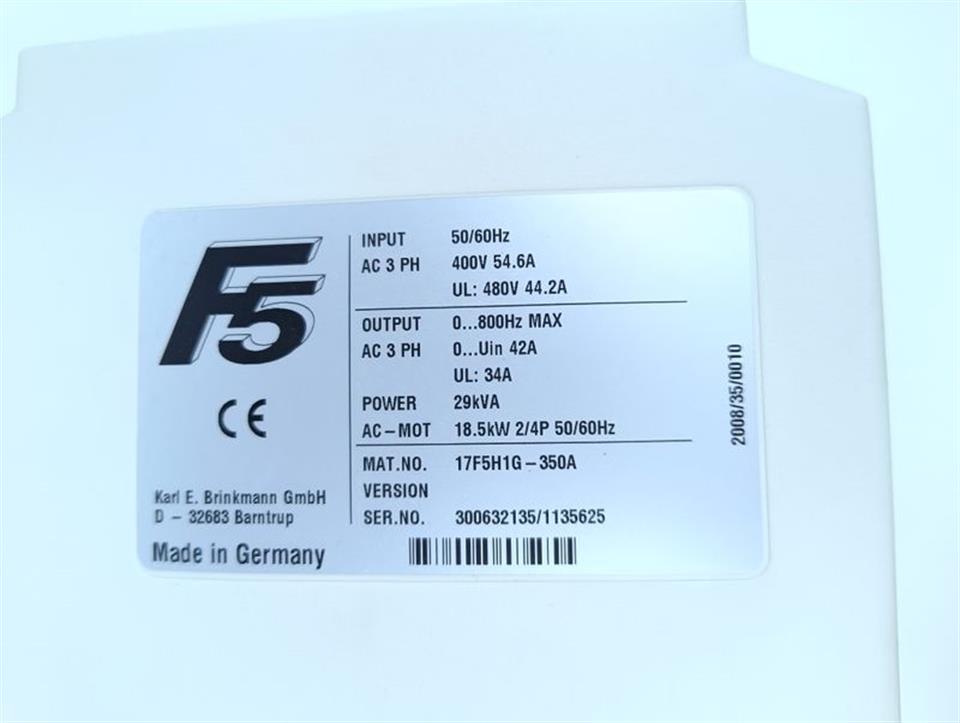 F5
CE
Karl E. Brinkmann GmbH
D – 32683 Barntrup
Made in Germany
INPUT 50/60Hz
AC 3 PH 400V 54.6A
UL: 480V 44.2A
OUTPUT 0...800Hz MAX
AC 3 PH 0...Uin 42A
UL: 34A
POWER 29kVA
AC–MOT 18.5kW 2/4P 50/60Hz
MAT.NO. 17F5H1G–350A
VERSION
SER.NO. 300632135/1135625
2008/35/0010